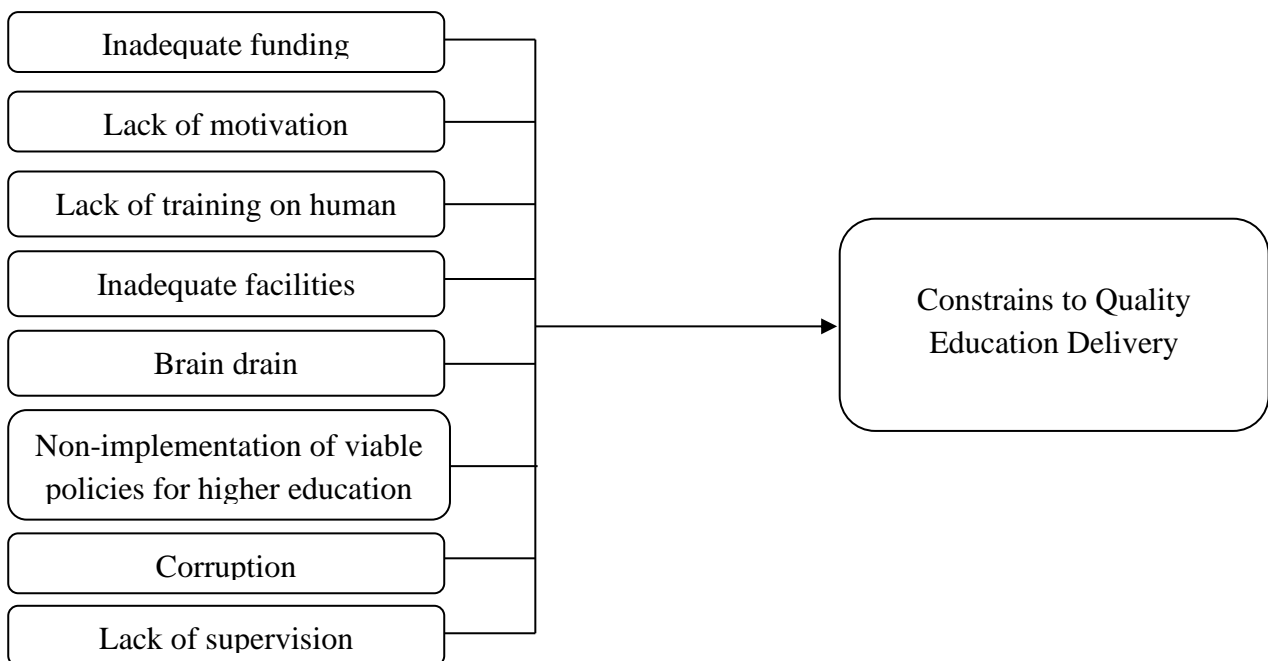 Inadequate funding
Lack of motivation
Lack of training on human
Inadequate facilities
Brain drain
Non-implementation of viable
policies for higher education
Corruption
Lack of supervision
Constrains to Quality
Education Delivery